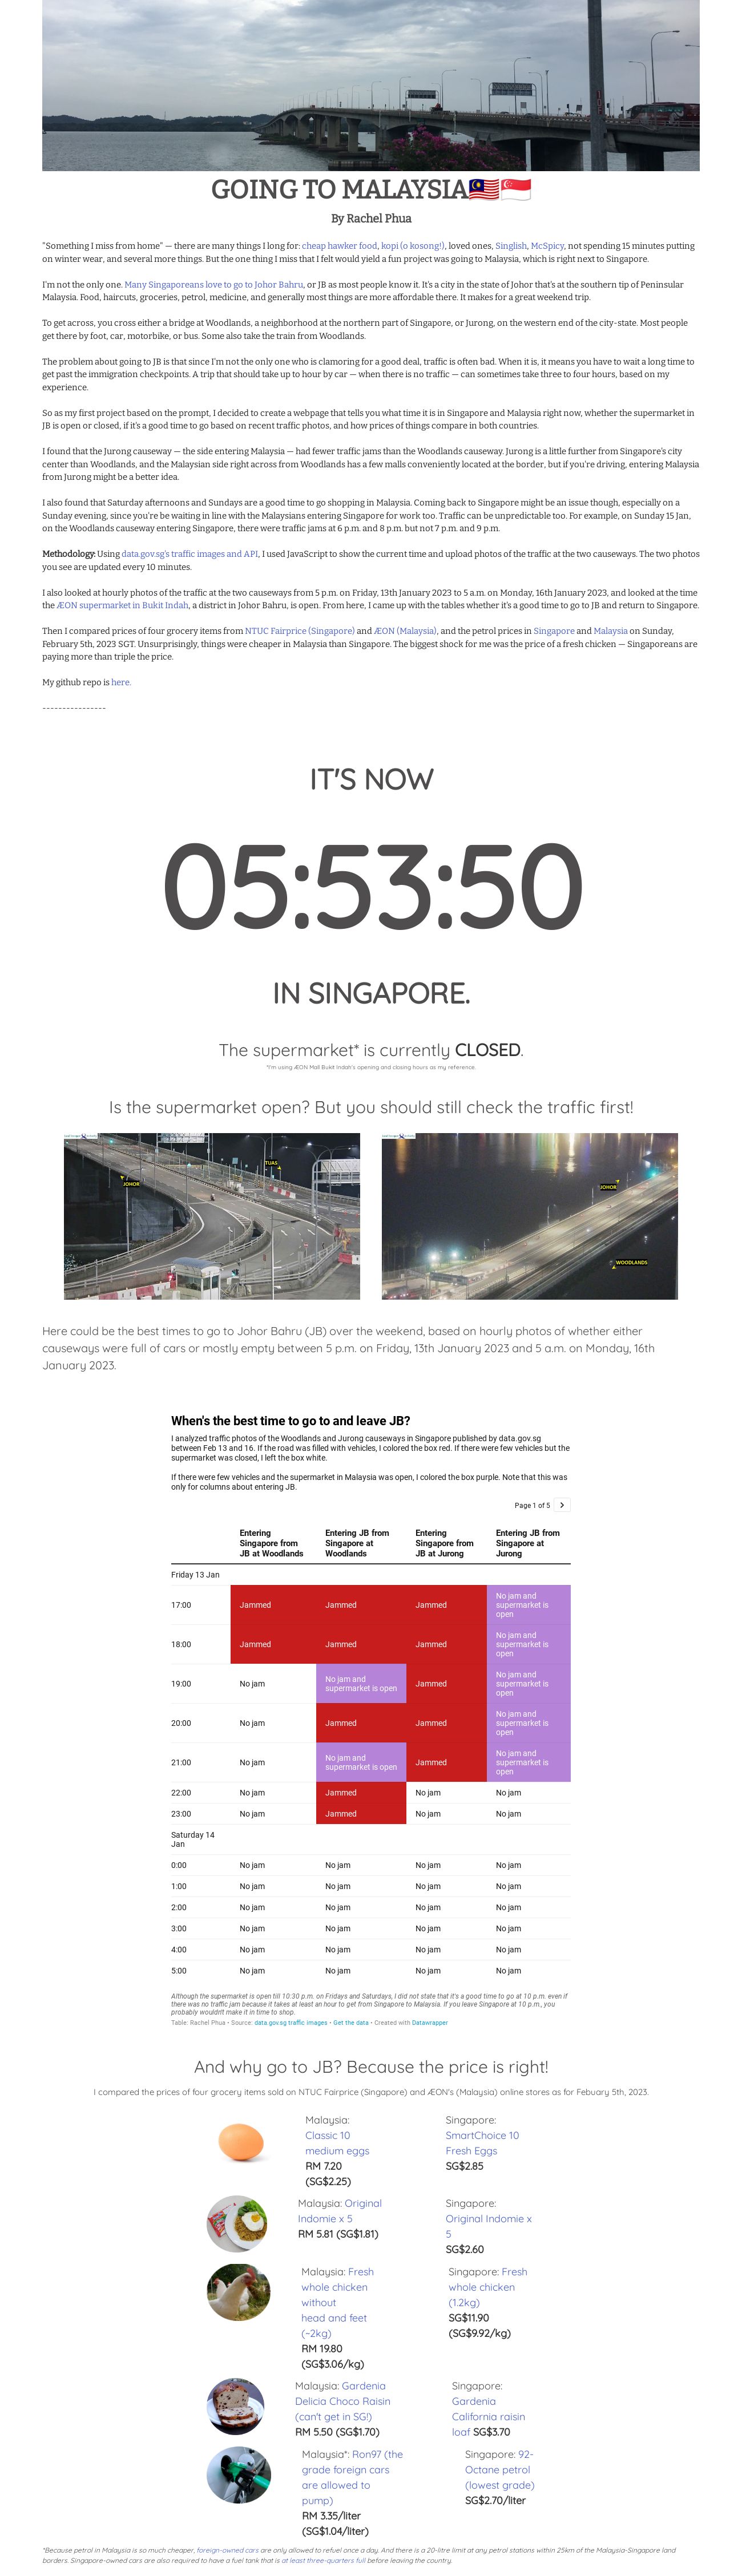 GOING TO MALAYSIA🇲🇾🇸🇬
By Rachel Phua
"Something I miss from home" — there are many things I long for: cheap hawker food, kopi (o kosong!), loved ones, Singlish, McSpicy, not spending 15 minutes putting
on winter wear, and several more things. But the one thing I miss that I felt would yield a fun project was going to Malaysia, which is right next to Singapore.
I'm not the only one. Many Singaporeans love to go to Johor Bahru, or JB as most people know it. It's a city in the state of Johor that's at the southern tip of Peninsular
Malaysia. Food, haircuts, groceries, petrol, medicine, and generally most things are more affordable there. It makes for a great weekend trip.
To get across, you cross either a bridge at Woodlands, a neighborhood at the northern part of Singapore, or Jurong, on the western end of the city-state. Most people
get there by foot, car, motorbike, or bus. Some also take the train from Woodlands.
The problem about going to JB is that since I'm not the only one who is clamoring for a good deal, traffic is often bad. When it is, it means you have to wait a long time to
get past the immigration checkpoints. A trip that should take up to hour by car — when there is no traffic — can sometimes take three to four hours, based on my
experience.
So as my first project based on the prompt, I decided to create a webpage that tells you what time it is in Singapore and Malaysia right now, whether the supermarket in
JB is open or closed, if it's a good time to go based on recent traffic photos, and how prices of things compare in both countries.
I found that the Jurong causeway — the side entering Malaysia — had fewer traffic jams than the Woodlands causeway. Jurong is a little further from Singapore's city
center than Woodlands, and the Malaysian side right across from Woodlands has a few malls conveniently located at the border, but if you're driving, entering Malaysia
from Jurong might be a better idea.
I also found that Saturday afternoons and Sundays are a good time to go shopping in Malaysia. Coming back to Singapore might be an issue though, especially on a
Sunday evening, since you're be waiting in line with the Malaysians entering Singapore for work too. Traffic can be unpredictable too. For example, on Sunday 15 Jan,
on the Woodlands causeway entering Singapore, there were traffic jams at 6 p.m. and 8 p.m. but not 7 p.m. and 9 p.m.
Methodology: Using data.gov.sg's traffic images and API, I used JavaScript to show the current time and upload photos of the traffic at the two causeways. The two photos
you see are updated every 10 minutes.
I also looked at hourly photos of the traffic at the two causeways from 5 p.m. on Friday, 13th January 2023 to 5 a.m. on Monday, 16th January 2023, and looked at the time
the ÆON supermarket in Bukit Indah, a district in Johor Bahru, is open. From here, I came up with the tables whether it's a good time to go to JB and return to Singapore.
Then I compared prices of four grocery items from NTUC Fairprice (Singapore) and ÆON (Malaysia), and the petrol prices in Singapore and Malaysia on Sunday,
February 5th, 2023 SGT. Unsurprisingly, things were cheaper in Malaysia than Singapore. The biggest shock for me was the price of a fresh chicken — Singaporeans are
paying more than triple the price.
My github repo is here.
----------------
IT'S NOW
05:53:50
IN SINGAPORE.
The supermarket* is currently CLOSED.
*I'm using ÆON Mall Bukit Indah's opening and closing hours as my reference.
Is the supermarket open? But you should still check the traffic first!
JOHOR
TUAS
JOHOR
WOODLANDS
Here could be the best times to go to Johor Bahru (JB) over the weekend, based on hourly photos of whether either
causeways were full of cars or mostly empty between 5 p.m. on Friday, 13th January 2023 and 5 a.m. on Monday, 16th
January 2023.
When's the best time to go to and leave JB?
I analyzed traffic photos of the Woodlands and Jurong causeways in Singapore published by data.gov.sg
between Feb 13 and 16. If the road was filled with vehicles, I colored the box red. If there were few vehicles but the
supermarket was closed, I left the box white.
If there were few vehicles and the supermarket in Malaysia was open, I colored the box purple. Note that this was
only for columns about entering JB.
Page 1 of 5 >
Entering Singapore from JB at Woodlands
Entering JB from Singapore at Woodlands
Entering Singapore from JB at Jurong
Entering JB from Singapore at Jurong
Friday 13 Jan
17:00 Jammed Jammed Jammed No jam and supermarket is open
18:00 Jammed Jammed Jammed No jam and supermarket is open
19:00 No jam No jam and supermarket is open Jammed No jam and supermarket is open
20:00 No jam Jammed Jammed No jam and supermarket is open
21:00 No jam No jam and supermarket is open Jammed No jam and supermarket is open
22:00 No jam Jammed No jam No jam
23:00 No jam Jammed No jam No jam
Saturday 14 Jan
0:00 No jam No jam No jam No jam
1:00 No jam No jam No jam No jam
2:00 No jam No jam No jam No jam
3:00 No jam No jam No jam No jam
4:00 No jam No jam No jam No jam
5:00 No jam No jam No jam No jam
Although the supermarket is open till 10:30 p.m. on Fridays and Saturdays, I did not state that it's a good time to go at 10 p.m. even if
there was no traffic jam because it takes at least an hour to get from Singapore to Malaysia. If you leave Singapore at 10 p.m., you
probably wouldn't make it in time to shop.
Table: Rachel Phua • Source: data.gov.sg traffic images • Get the data • Created with Datawrapper
And why go to JB? Because the price is right!
I compared the prices of four grocery items sold on NTUC Fairprice (Singapore) and ÆON's (Malaysia) online stores as for Febuary 5th, 2023.
Malaysia:
Classic 10
medium eggs
RM 7.20
(SG$2.25)
Singapore:
SmartChoice 10
Fresh Eggs
SG$2.85
Malaysia: Original
Indomie x 5
RM 5.81 (SG$1.81)
Singapore:
Original Indomie x
5
SG$2.60
Malaysia: Fresh
whole chicken
without
head and feet
(~2kg)
RM 19.80
(SG$3.06/kg)
Singapore: Fresh
whole chicken
(1.2kg)
SG$11.90
(SG$9.92/kg)
Malaysia: Gardenia
Delicia Choco Raisin
(can't get in SG!)
RM 5.50 (SG$1.70)
Singapore:
Gardenia
California raisin
loaf SG$3.70
Malaysia*: Ron97 (the
grade foreign cars
are allowed to
pump)
RM 3.35/liter
(SG$1.04/liter)
Singapore: 92-
Octane petrol
(lowest grade)
SG$2.70/liter
*Because petrol in Malaysia is so much cheaper, foreign-owned cars are only allowed to refuel once a day. And there is a 20-litre limit at any petrol stations within 25km of the Malaysia-Singapore land
borders. Singapore-owned cars are also required to have a fuel tank that is at least three-quarters full before leaving the country.